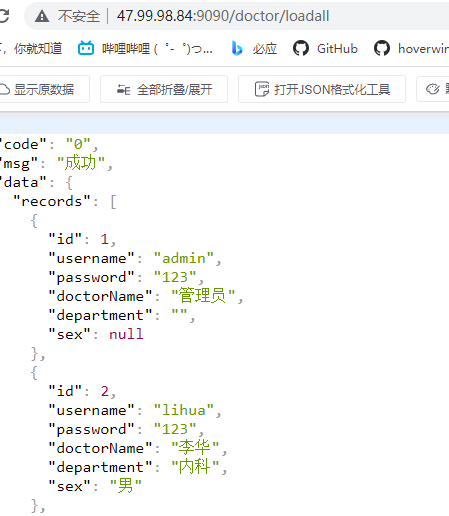 不安全 | 47.99.98.84:9090/doctor/loadall
你就知道 哔哩哔哩 ( ゜- ゜)つ... 必应 GitHub hoverwin
显示原数据 全部折叠/展开 打开JSON格式化工具
"code": "0",
"msg": "成功",
"data": {
"records": [
{
"id": 1,
"username": "admin",
"password": "123",
"doctorName": "管理员",
"department": "",
"sex": null
},
{
"id": 2,
"username": "lihua",
"password": "123",
"doctorName": "李华",
"department": "内科",
"sex": "男"
},